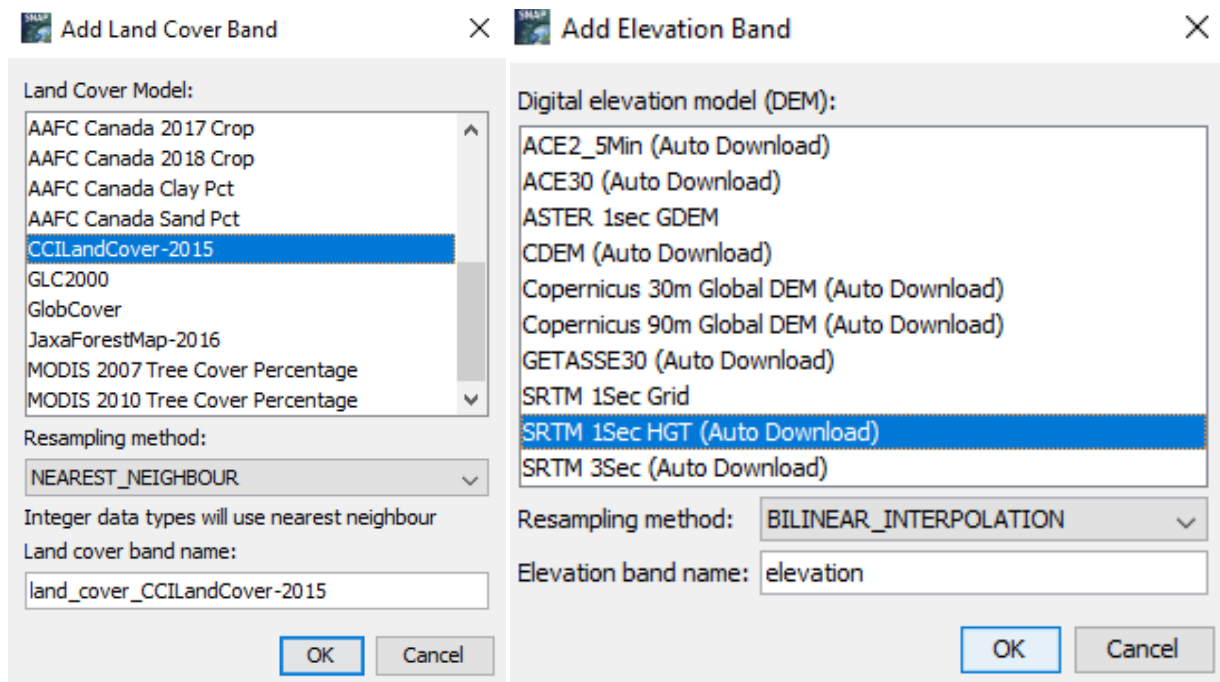 Add Land Cover Band
Land Cover Model:
AAFC Canada 2017 Crop
AAFC Canada 2018 Crop
AAFC Canada Clay Pct
AAFC Canada Sand Pct
CCILandCover-2015
GLC2000
GlobCover
JaxaForestMap-2016
MODIS 2007 Tree Cover Percentage
MODIS 2010 Tree Cover Percentage
Resampling method:
NEAREST_NEIGHBOUR
Integer data types will use nearest neighbour
Land cover band name:
land_cover_CCILandCover-2015
OK
Cancel
Add Elevation Band
Digital elevation model (DEM):
ACE2_5Min (Auto Download)
ACE30 (Auto Download)
ASTER 1sec GDEM
CDEM (Auto Download)
Copernicus 30m Global DEM (Auto Download)
Copernicus 90m Global DEM (Auto Download)
GETASSE30 (Auto Download)
SRTM 1Sec Grid
SRTM 1Sec HGT (Auto Download)
SRTM 3Sec (Auto Download)
Resampling method: BILINEAR_INTERPOLATION
Elevation band name: elevation
OK
Cancel